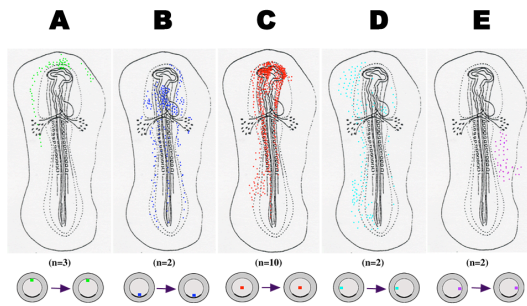 A B C D E
(n=3) (n=2) (n=10) (n=2) (n=2)